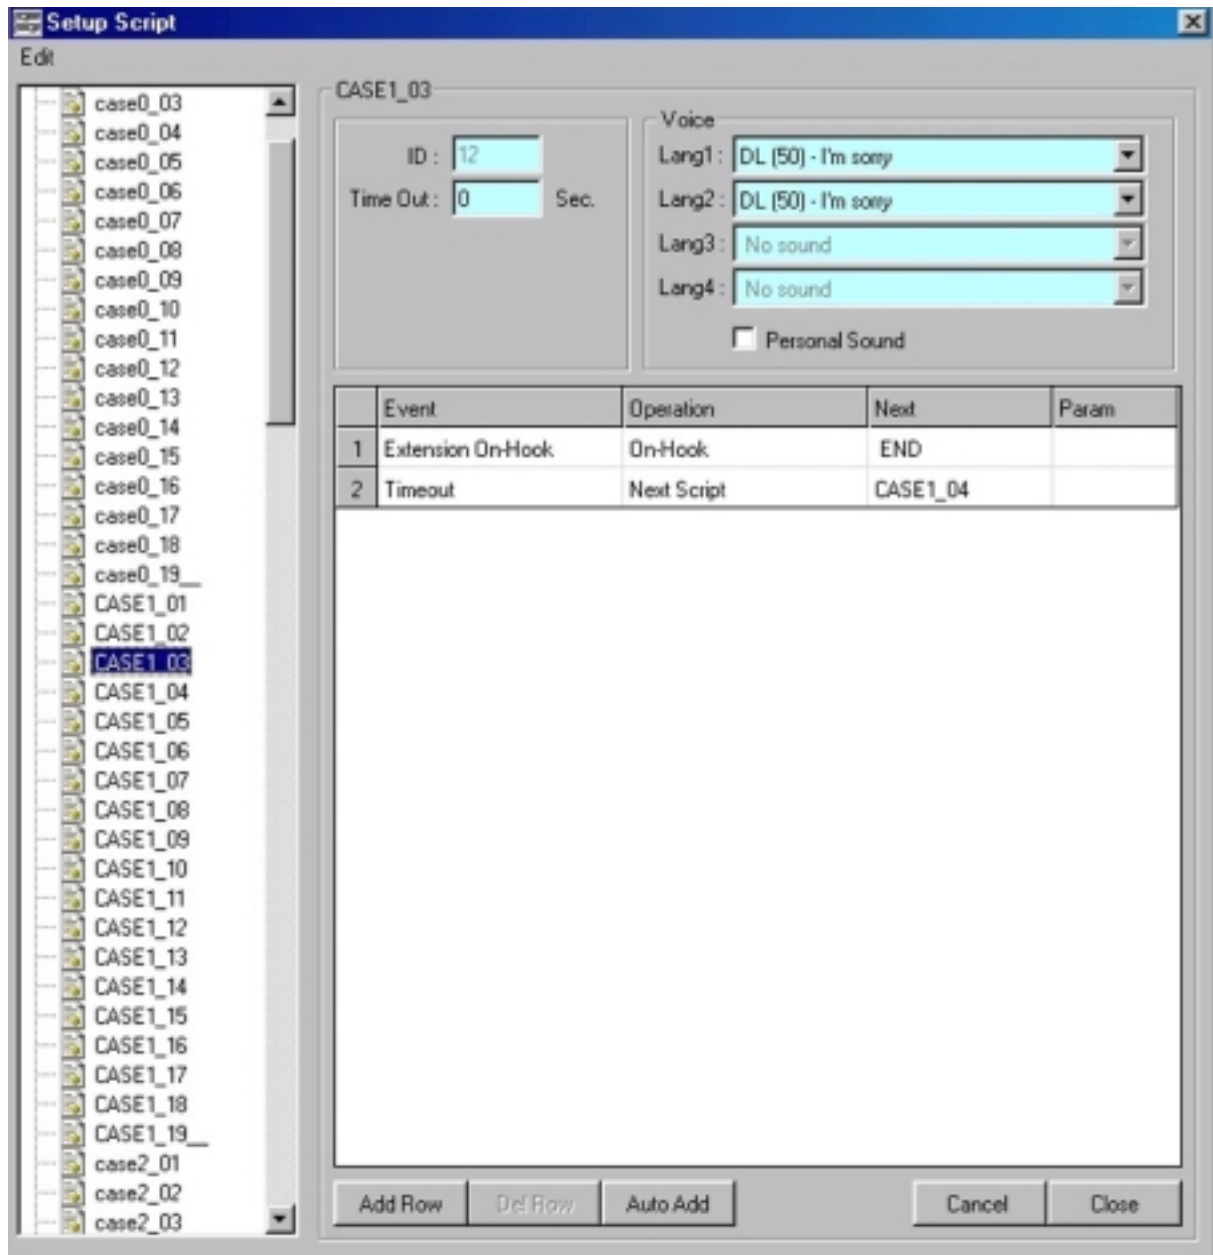 Setup Script
Edit
case0_03
case0_04
case0_05
case0_06
case0_07
case0_08
case0_09
case0_10
case0_11
case0_12
case0_13
case0_14
case0_15
case0_16
case0_17
case0_18
case0_19__
CASE1_01
CASE1_02
CASE1_03
CASE1_04
CASE1_05
CASE1_06
CASE1_07
CASE1_08
CASE1_09
CASE1_10
CASE1_11
CASE1_12
CASE1_13
CASE1_14
CASE1_15
CASE1_16
CASE1_17
CASE1_18
CASE1_19__
case2_01
case2_02
case2_03
CASE1_03
ID : 12
Time Out : 0 Sec.
Voice
Lang1 : DL (50) - I'm sorry
Lang2 : DL (50) - I'm sorry
Lang3 : No sound
Lang4 : No sound
Personal Sound
Event Operation Next Param
1 Extension On-Hook On-Hook END
2 Timeout Next Script CASE1_04
Add Row Del Row Auto Add Cancel Close